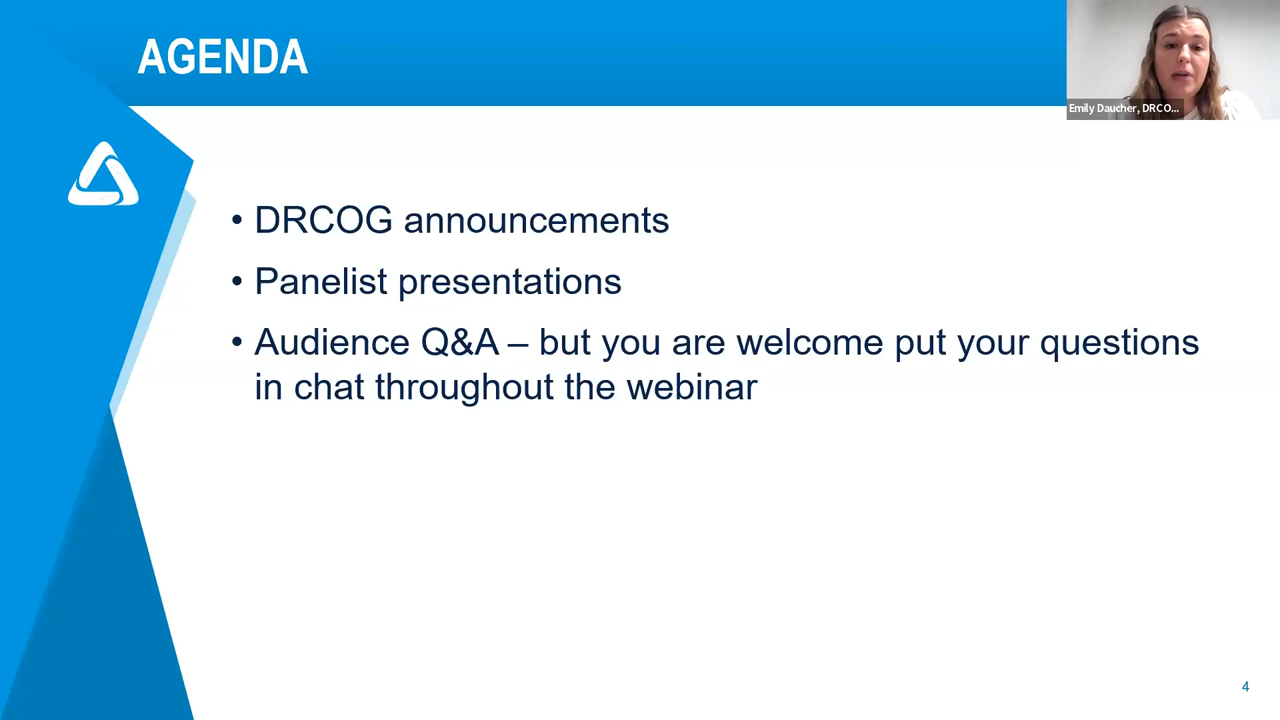 AGENDA
Emily Daucher, DRCO...
• DRCOG announcements
• Panelist presentations
• Audience Q&A – but you are welcome put your questions
in chat throughout the webinar
4